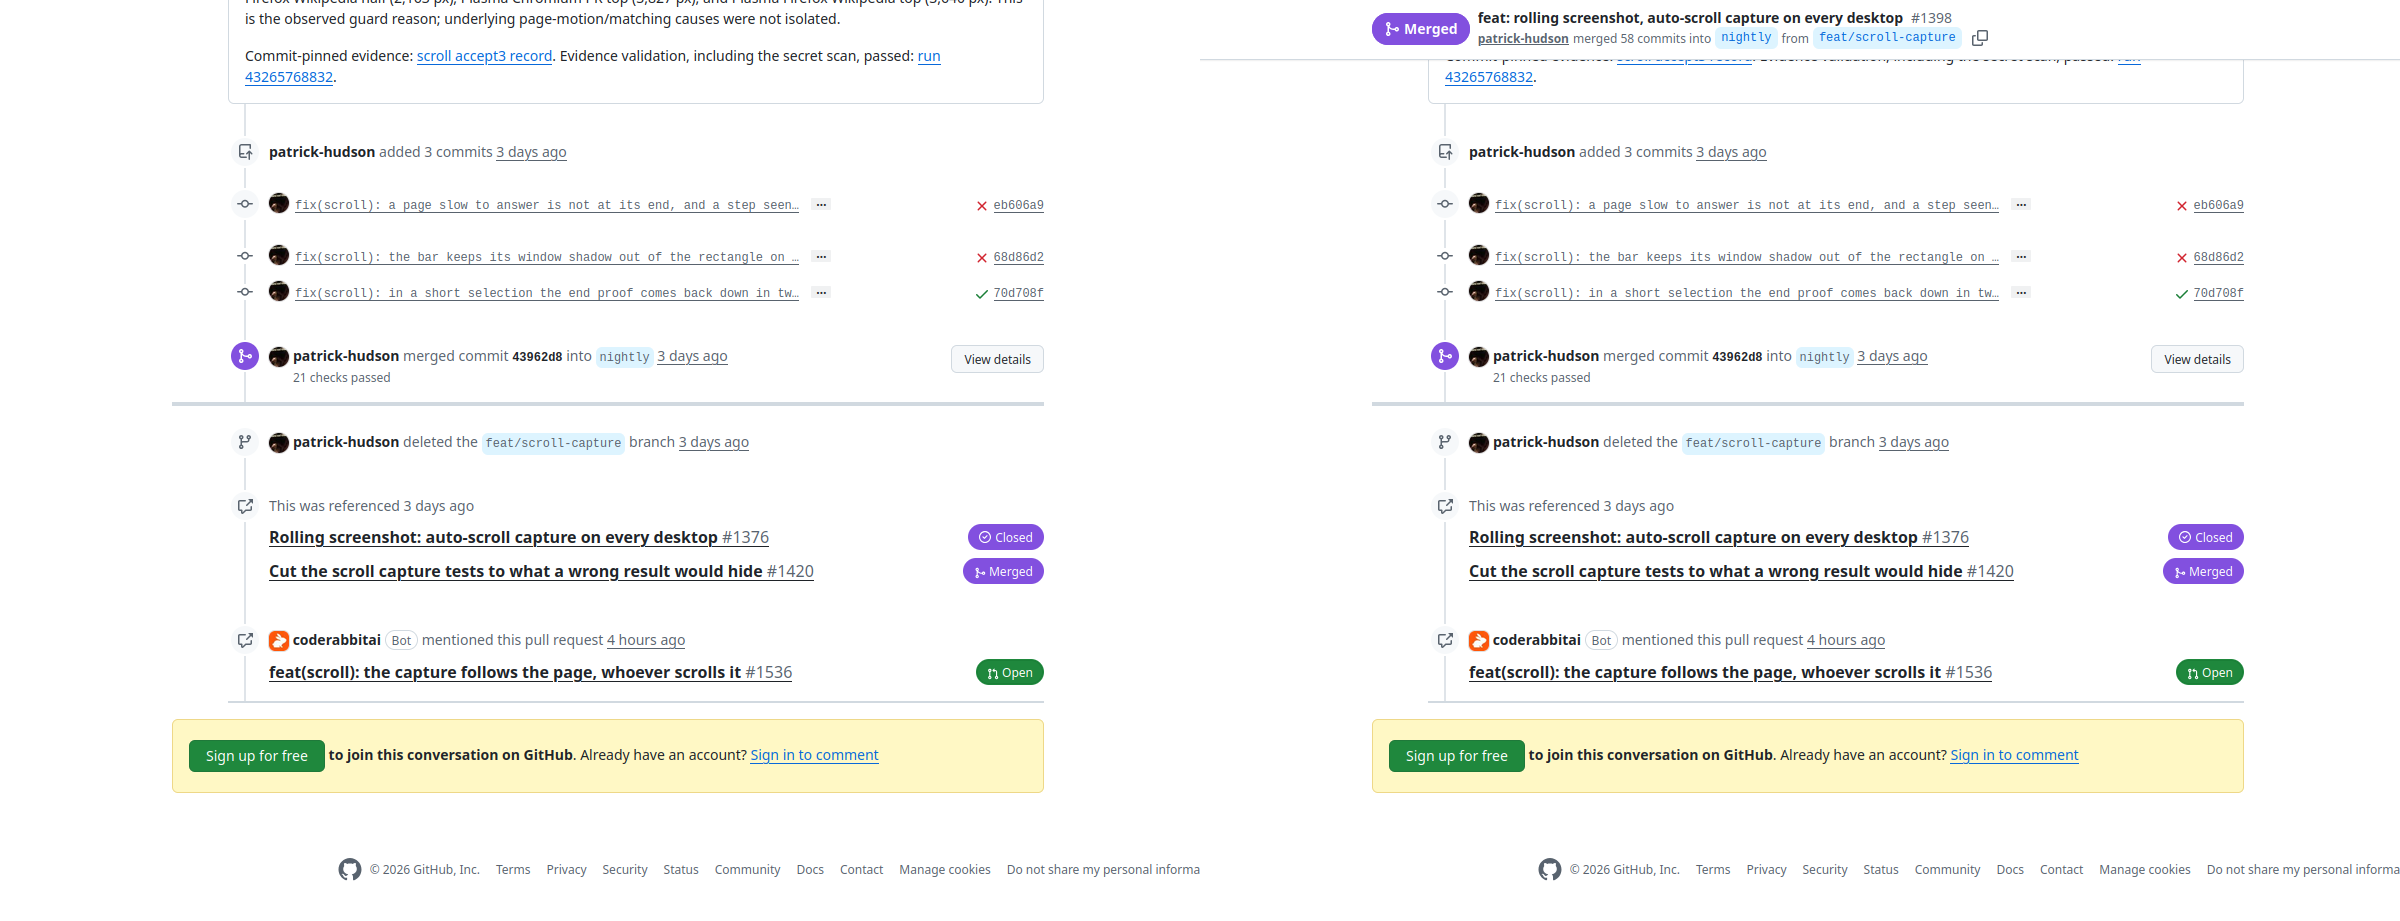 is the observed guard reason; underlying page-motion/matching causes were not isolated.
Commit-pinned evidence: scroll accept3 record. Evidence validation, including the secret scan, passed: run
43265768832.
patrick-hudson added 3 commits 3 days ago
fix(scroll): a page slow to answer is not at its end, and a step seen… ... eb606a9
fix(scroll): the bar keeps its window shadow out of the rectangle on … ... 68d86d2
fix(scroll): in a short selection the end proof comes back down in tw… ... 70d708f
patrick-hudson merged commit 43962d8 into nightly 3 days ago
View details
21 checks passed
patrick-hudson deleted the feat/scroll-capture branch 3 days ago
This was referenced 3 days ago
Rolling screenshot: auto-scroll capture on every desktop #1376
Closed
Cut the scroll capture tests to what a wrong result would hide #1420
Merged
coderabbitai Bot mentioned this pull request 4 hours ago
feat(scroll): the capture follows the page, whoever scrolls it #1536
Open
Sign up for free to join this conversation on GitHub. Already have an account? Sign in to comment
© 2026 GitHub, Inc. Terms Privacy Security Status Community Docs Contact Manage cookies Do not share my personal informa
Merged
feat: rolling screenshot, auto-scroll capture on every desktop #1398
patrick-hudson merged 58 commits into nightly from feat/scroll-capture
43265768832.
patrick-hudson added 3 commits 3 days ago
fix(scroll): a page slow to answer is not at its end, and a step seen… ... eb606a9
fix(scroll): the bar keeps its window shadow out of the rectangle on … ... 68d86d2
fix(scroll): in a short selection the end proof comes back down in tw… ... 70d708f
patrick-hudson merged commit 43962d8 into nightly 3 days ago
View details
21 checks passed
patrick-hudson deleted the feat/scroll-capture branch 3 days ago
This was referenced 3 days ago
Rolling screenshot: auto-scroll capture on every desktop #1376
Closed
Cut the scroll capture tests to what a wrong result would hide #1420
Merged
coderabbitai Bot mentioned this pull request 4 hours ago
feat(scroll): the capture follows the page, whoever scrolls it #1536
Open
Sign up for free to join this conversation on GitHub. Already have an account? Sign in to comment
© 2026 GitHub, Inc. Terms Privacy Security Status Community Docs Contact Manage cookies Do not share my personal informa